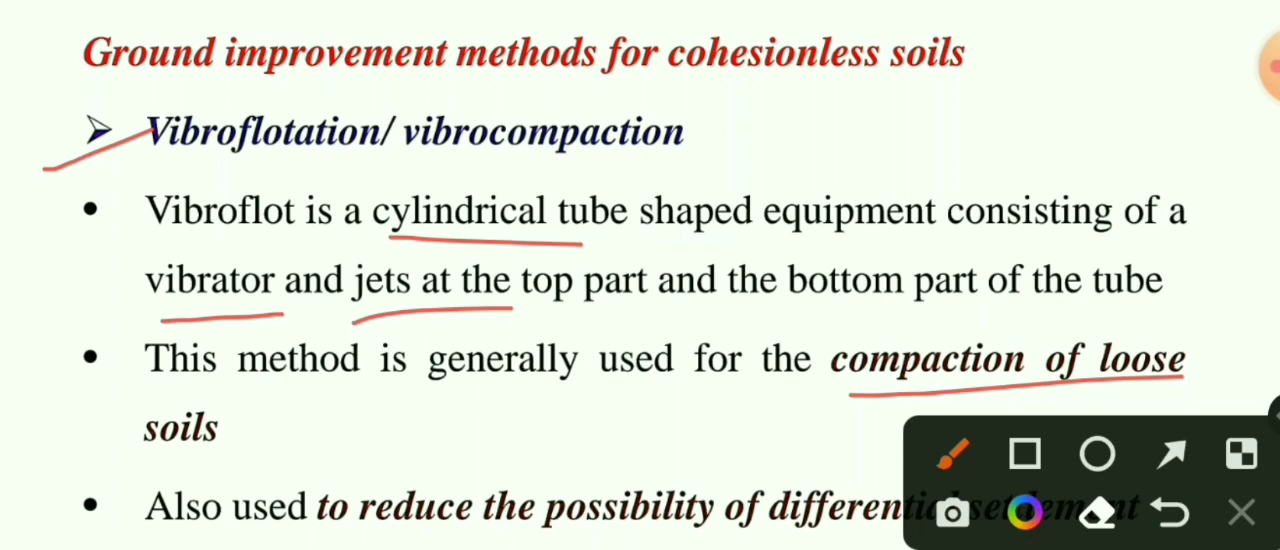 Ground improvement methods for cohesionless soils
➢ Vibroflotation/ vibrocompaction
• Vibroflot is a cylindrical tube shaped equipment consisting of a
vibrator and jets at the top part and the bottom part of the tube
• This method is generally used for the compaction of loose
soils
• Also used to reduce the possibility of differential settlement